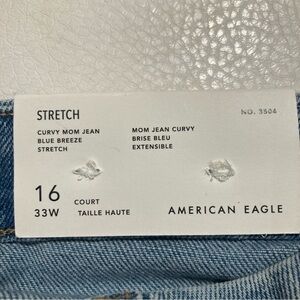 STRETCH
NO. 3504
CURVY MOM JEAN
BLUE BREEZE
STRETCH
MOM JEAN CURVY
BRISE BLEU
EXTENSIBLE
16
33W
COURT
TAILLE HAUTE
AMERICAN EAGLE